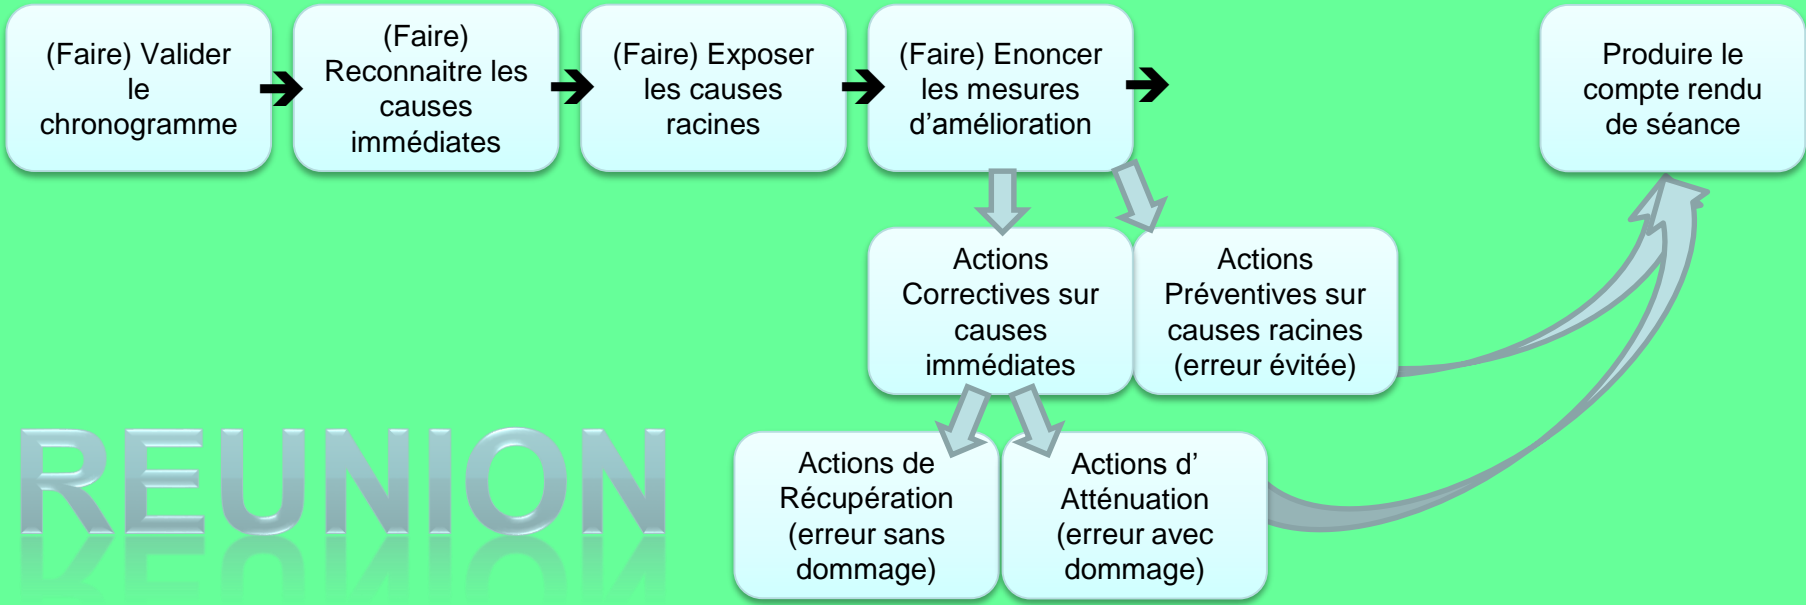 (Faire) Valider
le
chronogramme
(Faire)
Reconnaitre les
causes
immédiates
(Faire) Exposer
les causes
racines
(Faire) Enoncer
les mesures
d’amélioration
Produire le
compte rendu
de séance
Actions
Correctives sur
causes
immédiates
Actions
Préventives sur
causes racines
(erreur évitée)
Actions de
Récupération
(erreur sans
dommage)
Actions d’
Atténuation
(erreur avec
dommage)
REUNION